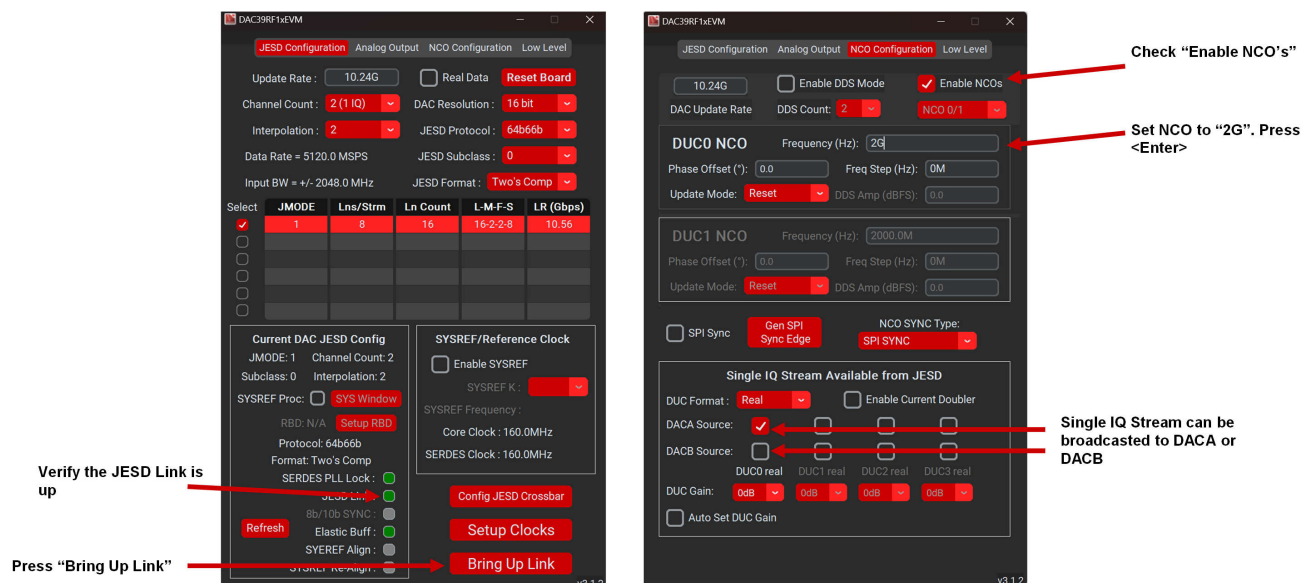 DAC39RF1xEVM
JESD Configuration Analog Output NCO Configuration Low Level
Update Rate : 10.24G Real Data Reset Board
Channel Count : 2 (1 IQ) DAC Resolution : 16 bit
Interpolation : 2 JESD Protocol : 64b66b
Data Rate = 5120.0 MSPS JESD Subclass : 0
Input BW = +/- 2048.0 MHz JESD Format : Two's Comp
Select JMODE Lns/Strm Ln Count L-M-F-S LR (Gbps)
1 8 16 16-2-2-8 10.56
Current DAC JESD Config
JMODE: 1 Channel Count: 2
Subclass: 0 Interpolation: 2
SYSREF Proc: SYS Window
RBD: N/A Setup RBD
Protocol: 64b66b
Format: Two's Comp
SERDES PLL Lock :
JESD Link :
8b/10b SYNC :
Refresh Elastic Buff :
SYEREF Align :
SYSREF Re-Align :
SYSREF/Reference Clock
Enable SYSREF
SYSREF K :
SYSREF Frequency :
Core Clock : 160.0MHz
SERDES Clock : 160.0MHz
Config JESD Crossbar
Setup Clocks
Bring Up Link
v3.1.2
Verify the JESD Link is
up
Press “Bring Up Link”
DAC39RF1xEVM
JESD Configuration Analog Output NCO Configuration Low Level
10.24G Enable DDS Mode Enable NCOs
DAC Update Rate DDS Count: 2 NCO 0/1
DUC0 NCO Frequency (Hz): 2G
Phase Offset (°): 0.0 Freq Step (Hz): 0M
Update Mode: Reset DDS Amp (dBFS): 0.0
DUC1 NCO Frequency (Hz): 2000.0M
Phase Offset (°): 0.0 Freq Step (Hz): 0M
Update Mode: Reset DDS Amp (dBFS): 0.0
SPI Sync Gen SPI
Sync Edge NCO SYNC Type:
SPI SYNC
Single IQ Stream Available from JESD
DUC Format : Real Enable Current Doubler
DACA Source:
DACB Source:
DUC0 real DUC1 real DUC2 real DUC3 real
DUC Gain: 0dB 0dB 0dB 0dB
Auto Set DUC Gain
v3.1.2
Check “Enable NCO’s”
Set NCO to “2G”. Press
<Enter>
Single IQ Stream can be
broadcasted to DACA or
DACB